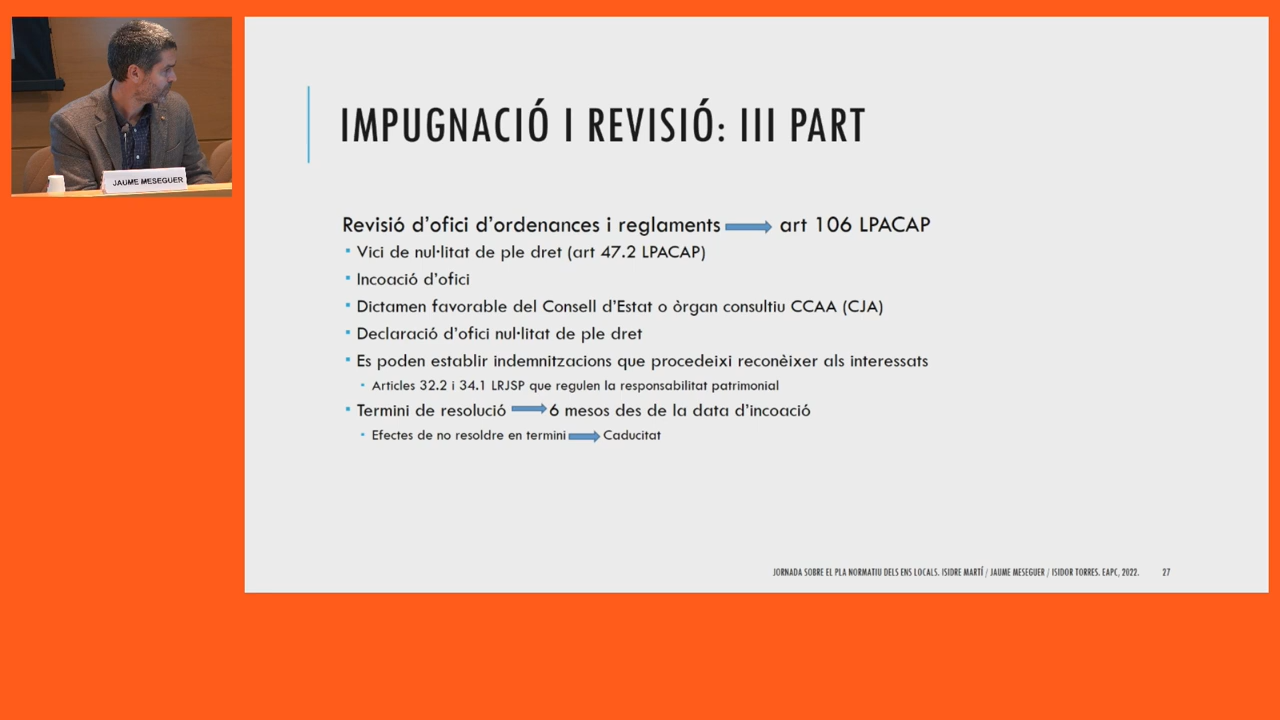 JAUME MESEGUER
IMPUGNACIÓ I REVISIÓ: III PART
Revisió d'ofici d'ordenances i reglaments art 106 LPACAP
Vici de nul·litat de ple dret (art 47.2 LPACAP)
Incoació d'ofici
Dictamen favorable del Consell d'Estat o òrgan consultiu CCAA (CJA)
Declaració d'ofici nul·litat de ple dret
Es poden establir indemnitzacions que procedeixi reconèixer als interessats
Articles 32.2 i 34.1 LRJSP que regulen la responsabilitat patrimonial
Termini de resolució 6 mesos des de la data d'incoació
Efectes de no resoldre en termini Caducitat
JORNADA SOBRE EL PLA NORMATIU DELS ENS LOCALS. ISIDRE MARTÍ / JAUME MESEGUER / ISIDOR TORRES. EAPC, 2022. 27